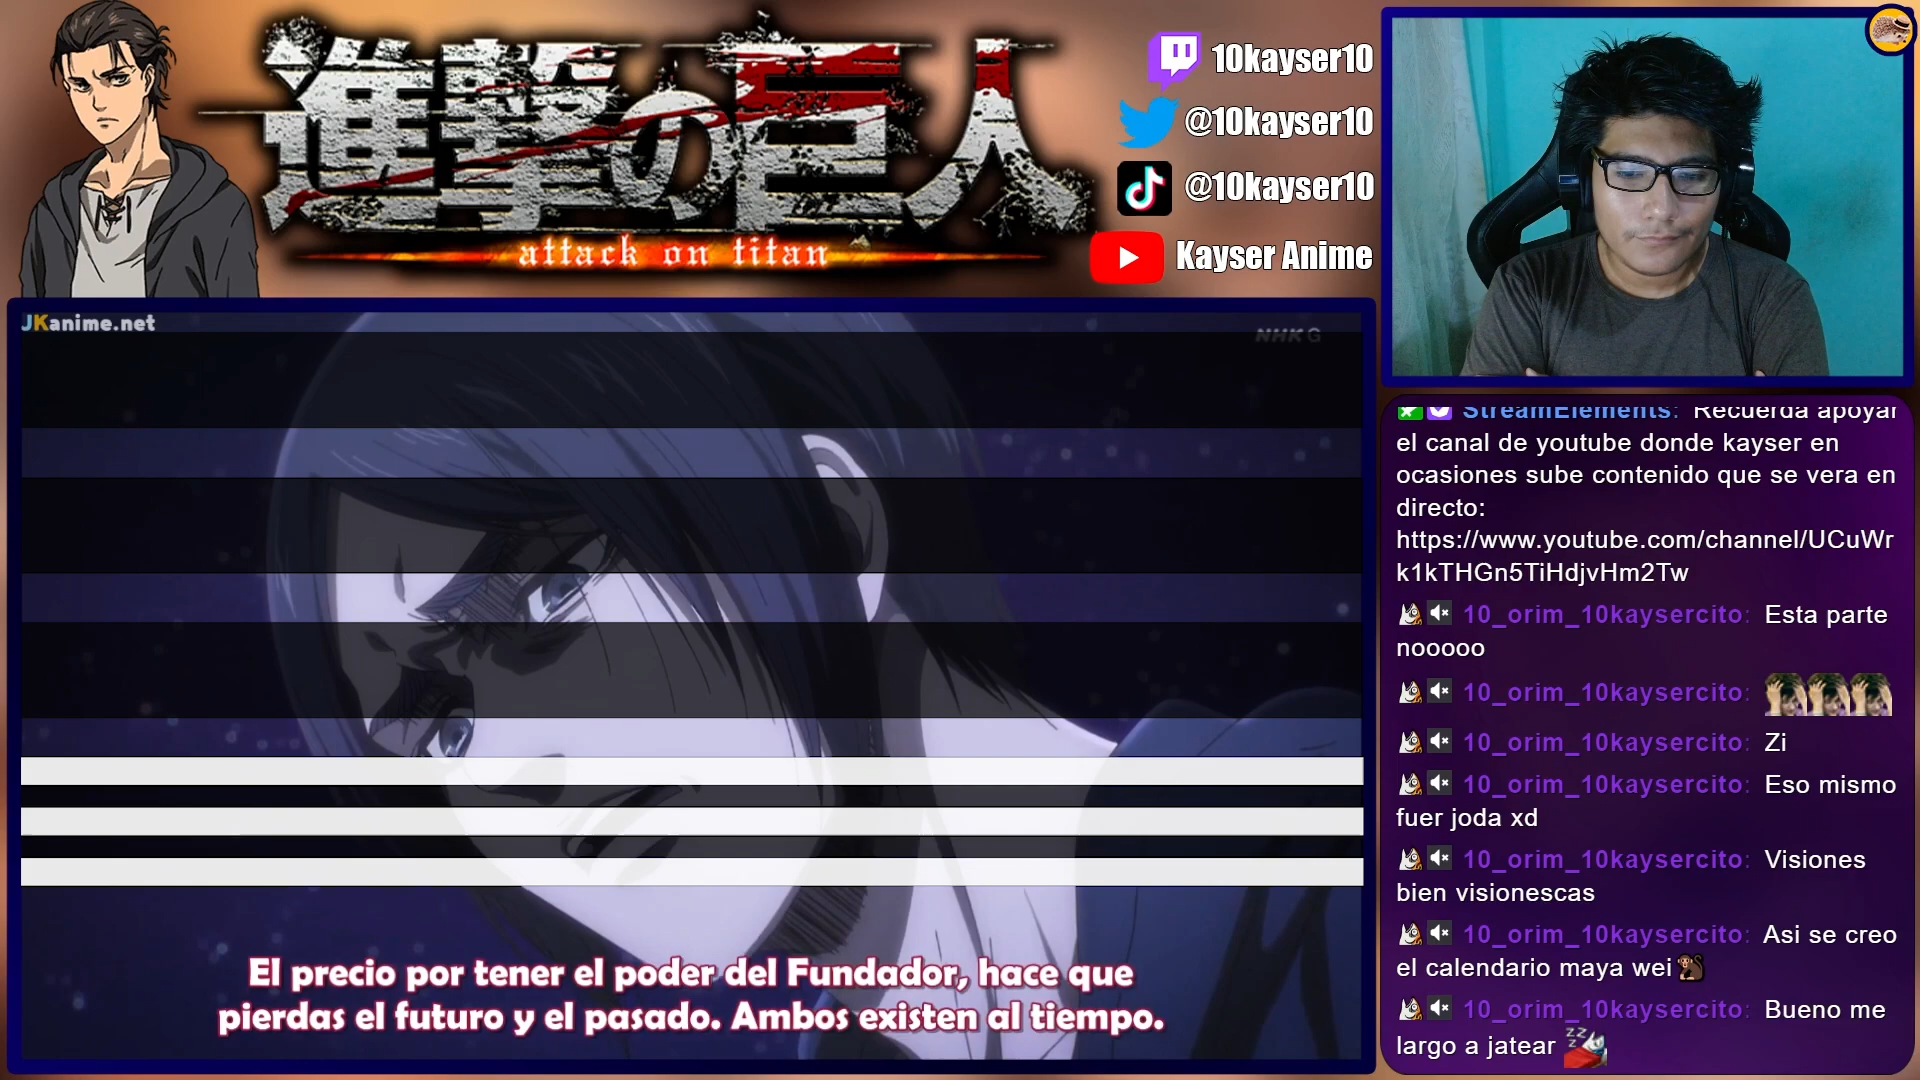 進撃の巨人
attack on titan
10kayser10
@10kayser10
@10kayser10
Kayser Anime
JKanime.net
NHK G
El precio por tener el poder del Fundador, hace que
pierdas el futuro y el pasado. Ambos existen al tiempo.
StreamElements: Recuerda apoyar
el canal de youtube donde kayser en
ocasiones sube contenido que se vera en
directo:
https://www.youtube.com/channel/UCuWr
k1kTHGn5TiHdjvHm2Tw
10_orim_10kaysercito: Esta parte
nooooo
10_orim_10kaysercito:
10_orim_10kaysercito: Zi
10_orim_10kaysercito: Eso mismo
fuer joda xd
10_orim_10kaysercito: Visiones
bien visionescas
10_orim_10kaysercito: Asi se creo
el calendario maya wei
10_orim_10kaysercito: Bueno me
largo a jatear